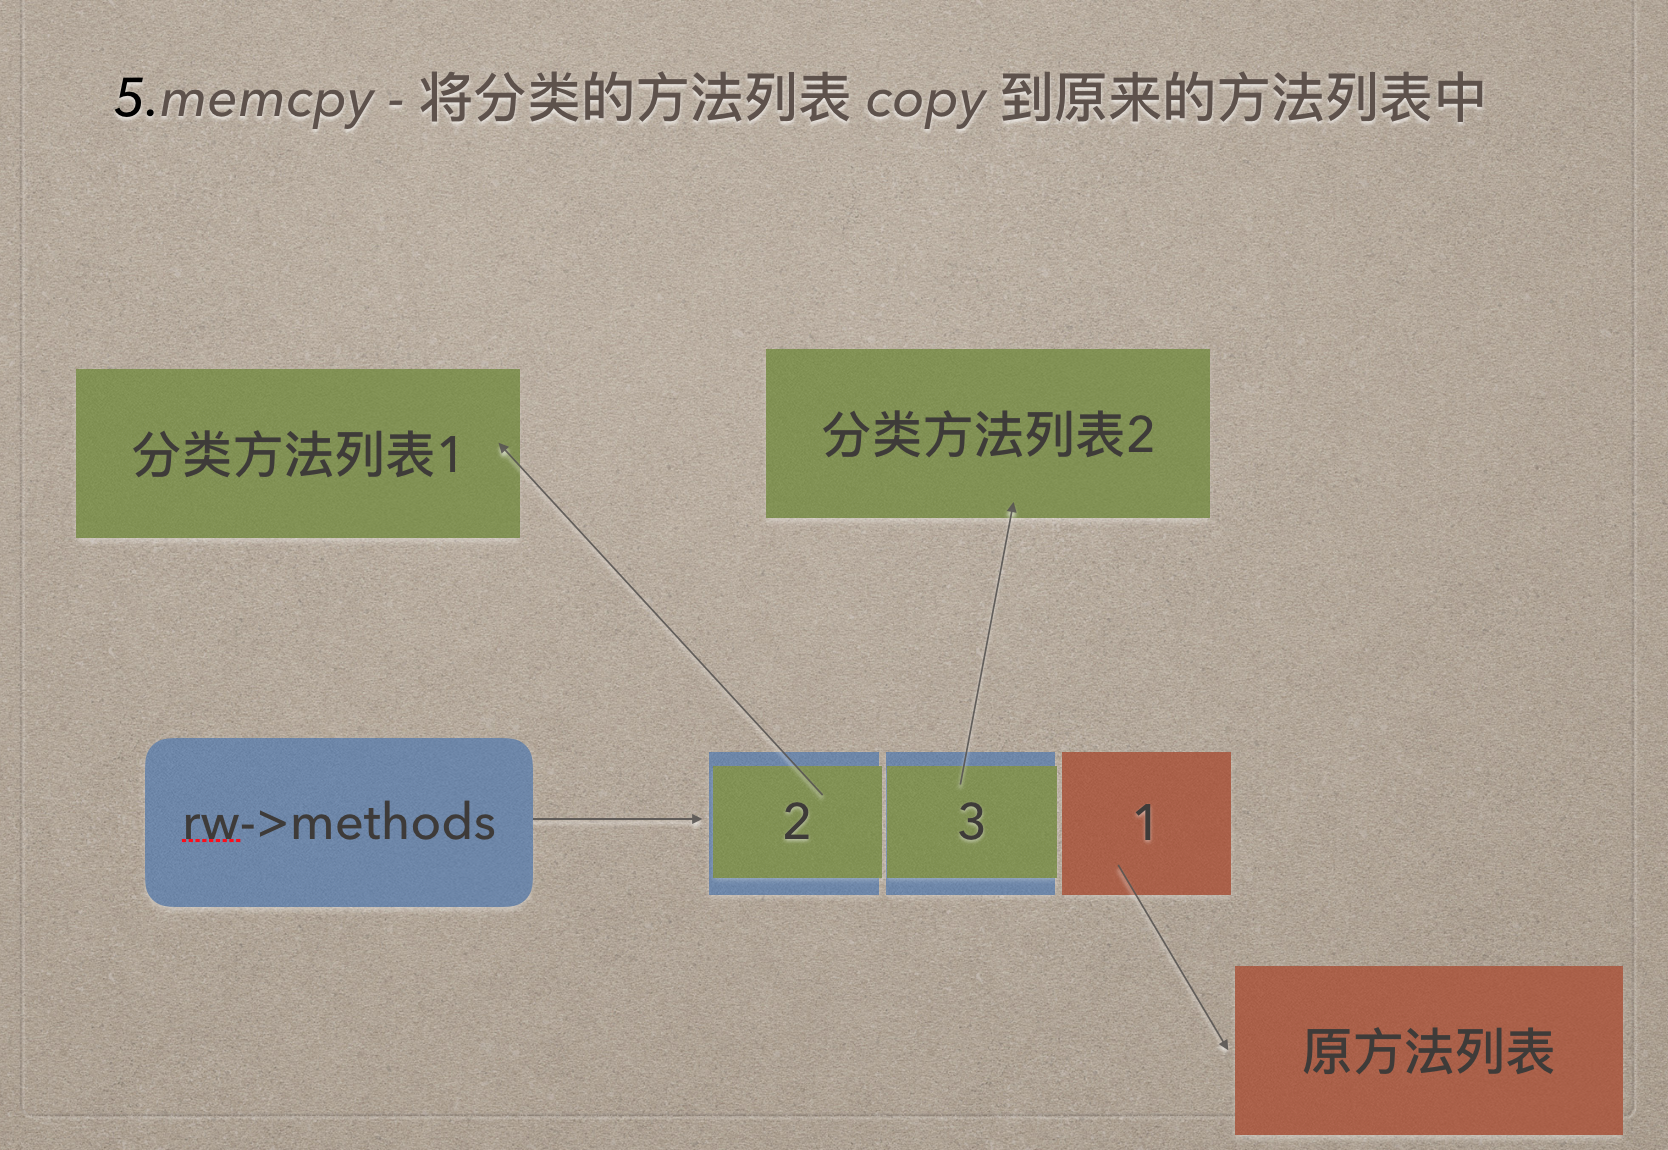 5.memcpy - 将分类的方法列表 copy 到原来的方法列表中
分类方法列表1
分类方法列表2
rw->methods
2
3
1
原方法列表